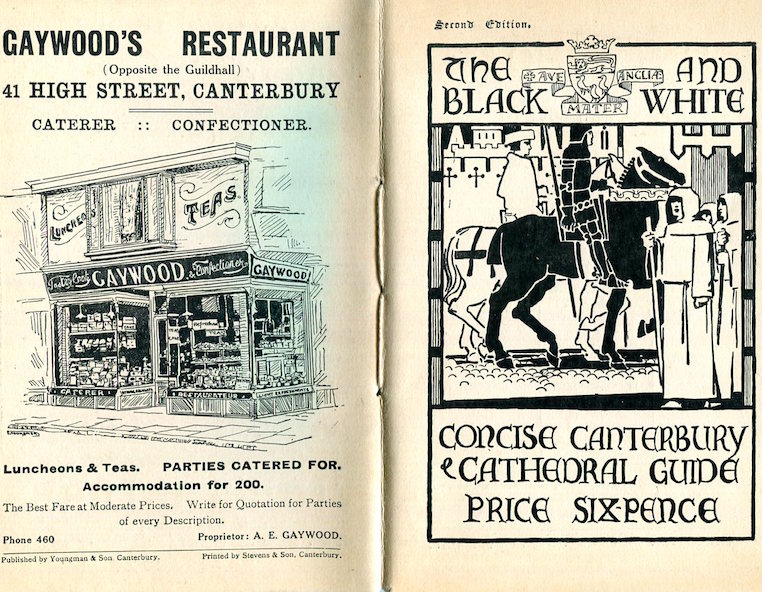 GAYWOOD'S RESTAURANT
(Opposite the Guildhall)
41 HIGH STREET, CANTERBURY
CATERER :: CONFECTIONER.
LUNCHEONS
TEAS.
GAYWOOD & Confectioner
GAYWOOD
CATERER
RESTAURATEUR
Luncheons & Teas. PARTIES CATERED FOR.
Accommodation for 200.
The Best Fare at Moderate Prices. Write for Quotation for Parties
of every Description.
Phone 460 Proprietor: A. E. GAYWOOD.
Published by Youngman & Son, Canterbury. Printed by Stevens & Son, Canterbury.
Second Edition.
THE AND
AVE ANGLIÆ
MATER
BLACK WHITE
CONCISE CANTERBURY
& CATHEDRAL GUIDE
PRICE SIX-PENCE